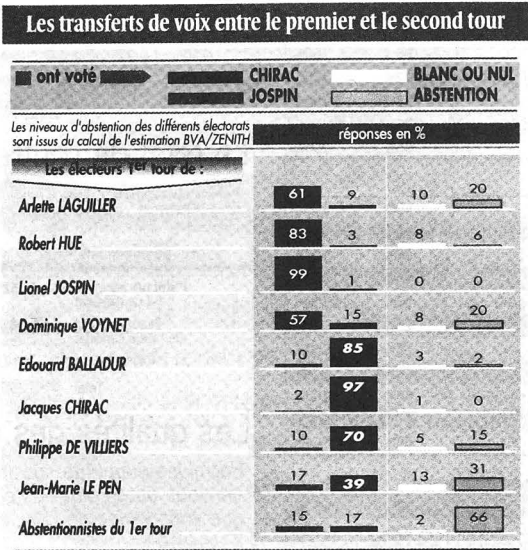 Les transferts de voix entre le premier et le second tour
ont voté CHIRAC BLANC OU NUL
JOSPIN ABSTENTION
Les niveaux d'abstention des différents électorats
sont issus du calcul de l'estimation BVA/ZENITH
réponses en %
Les électeurs 1er tour de :
Arlette LAGUILLER 61 9 10 20
Robert HUE 83 3 8 6
Lionel JOSPIN 99 1 0 0
Dominique VOYNET 57 15 8 20
Edouard BALLADUR 10 85 3 2
Jacques CHIRAC 2 97 1 0
Philippe DE VILLIERS 10 70 5 15
Jean-Marie LE PEN 17 39 13 31
Abstentionnistes du 1er tour 15 17 2 66